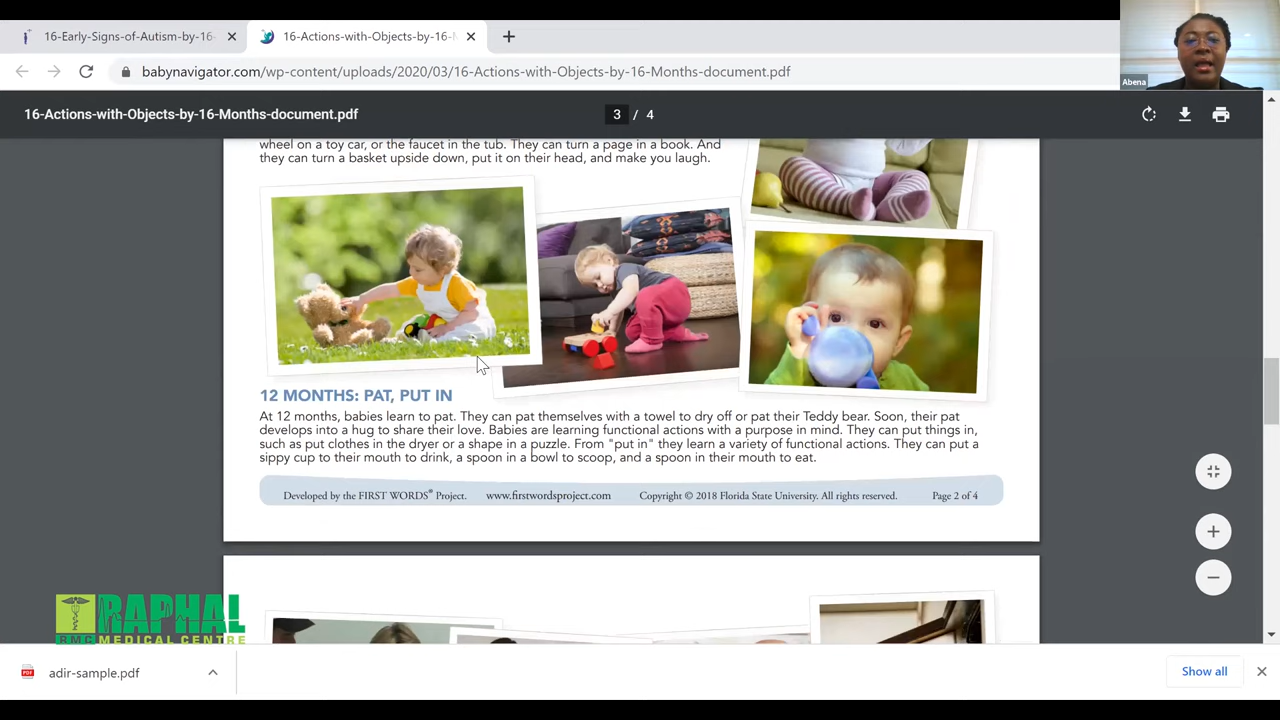 16-Early-Signs-of-Autism-by-16-
16-Actions-with-Objects-by-16-M
babynavigator.com/wp-content/uploads/2020/03/16-Actions-with-Objects-by-16-Months-document.pdf
Abena
16-Actions-with-Objects-by-16-Months-document.pdf
3 / 4
wheel on a toy car, or the faucet in the tub. They can turn a page in a book. And
they can turn a basket upside down, put it on their head, and make you laugh.
12 MONTHS: PAT, PUT IN
At 12 months, babies learn to pat. They can pat themselves with a towel to dry off or pat their Teddy bear. Soon, their pat
develops into a hug to share their love. Babies are learning functional actions with a purpose in mind. They can put things in,
such as put clothes in the dryer or a shape in a puzzle. From "put in" they learn a variety of functional actions. They can put a
sippy cup to their mouth to drink, a spoon in a bowl to scoop, and a spoon in their mouth to eat.
Developed by the FIRST WORDS® Project. www.firstwordsproject.com Copyright © 2018 Florida State University. All rights reserved. Page 2 of 4
RAPHAL
RMC MEDICAL CENTRE
adir-sample.pdf
Show all